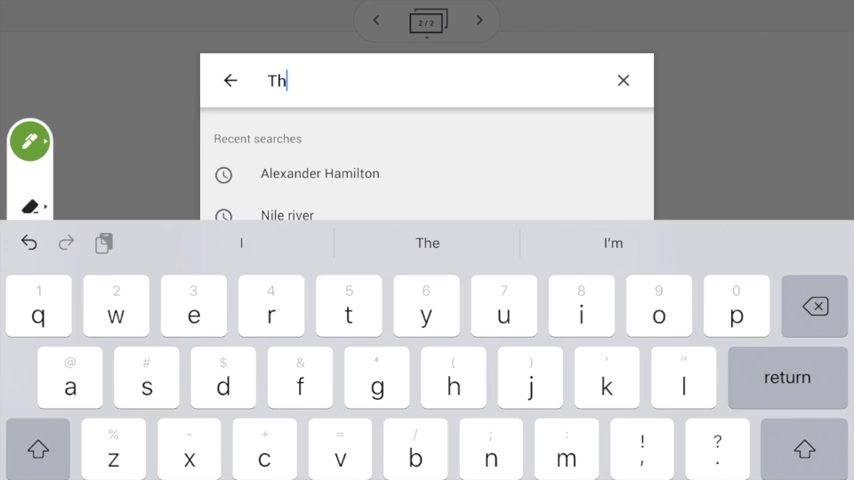 2 / 2
Th
Recent searches
Alexander Hamilton
Nile river
I The I'm
1 2 3 4 5 6 7 8 9 0
q w e r t y u i o p
@ # $ & * ( ) ' "
a s d f g h j k l return
% - + = / ; : ! ?
z x c v b n m , .